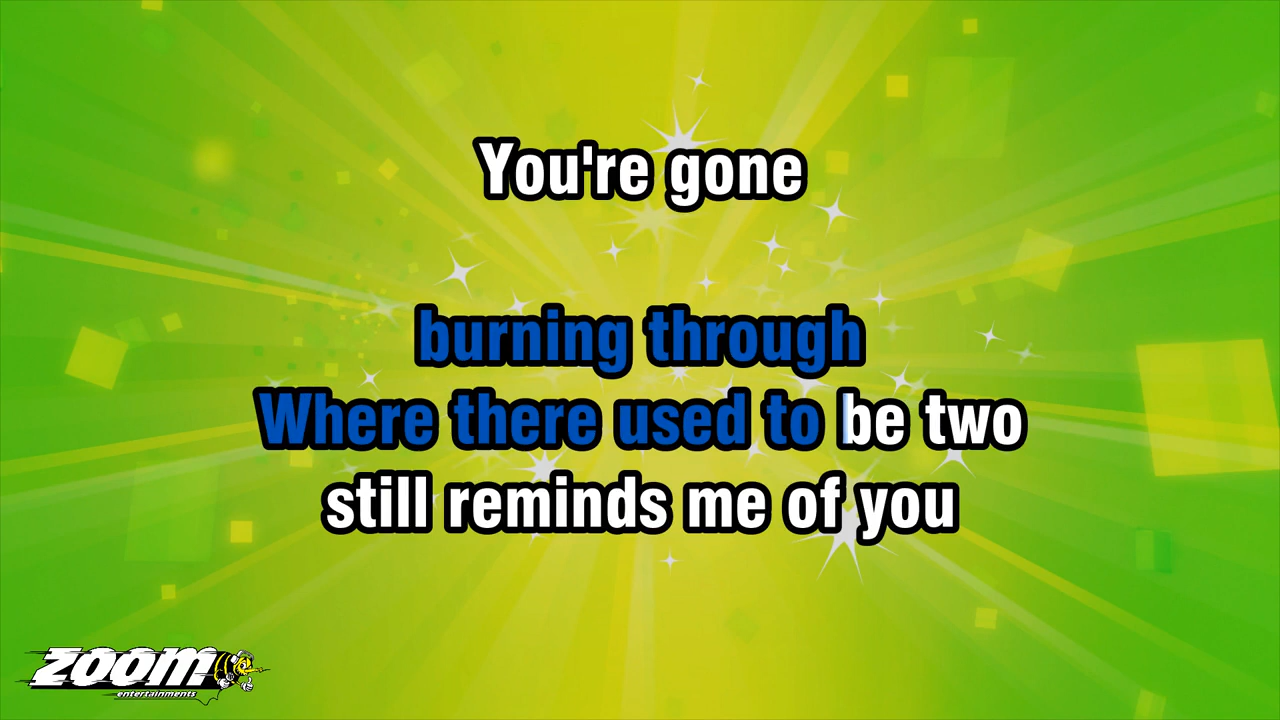 You're gone
burning through
Where there used to be two
still reminds me of you
ZOOM
entertainments